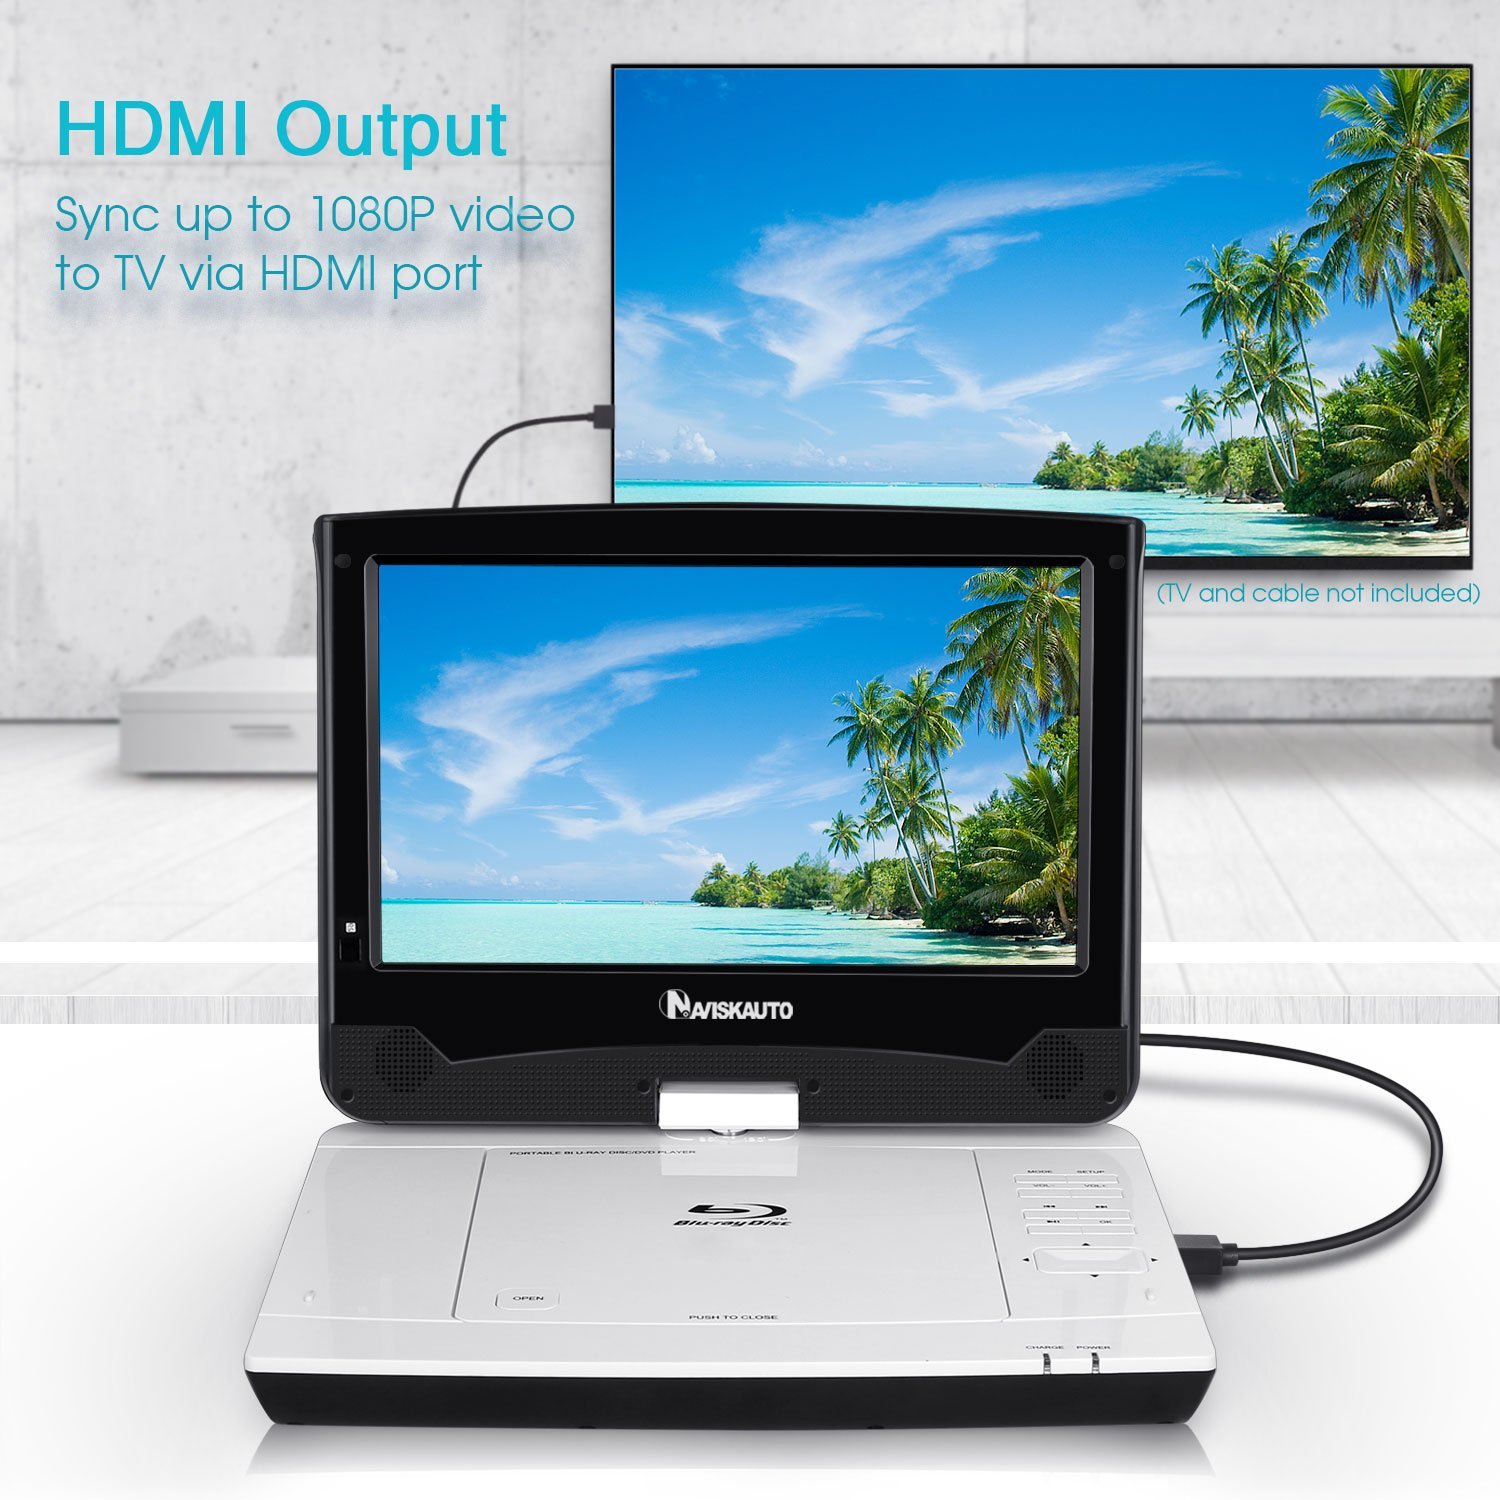 HDMI Output
Sync up to 1080P video
to TV via HDMI port
(TV and cable not included)
NAVISKAUTO
PORTABLE BLU-RAY DISC/DVD PLAYER
Blu-ray Disc™
MODE SETUP
VOL- VOL+
OK
OPEN
PUSH TO CLOSE
CHARGE POWER